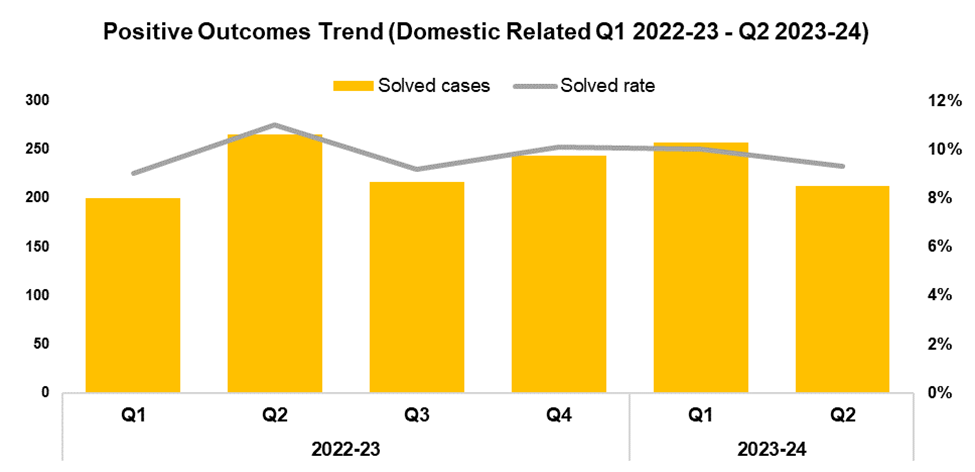 Positive Outcomes Trend (Domestic Related Q1 2022-23 - Q2 2023-24)
Solved cases Solved rate
300 12%
250 10%
200 8%
150 6%
100 4%
50 2%
0 0%
Q1 Q2 Q3 Q4 Q1 Q2
2022-23 2023-24